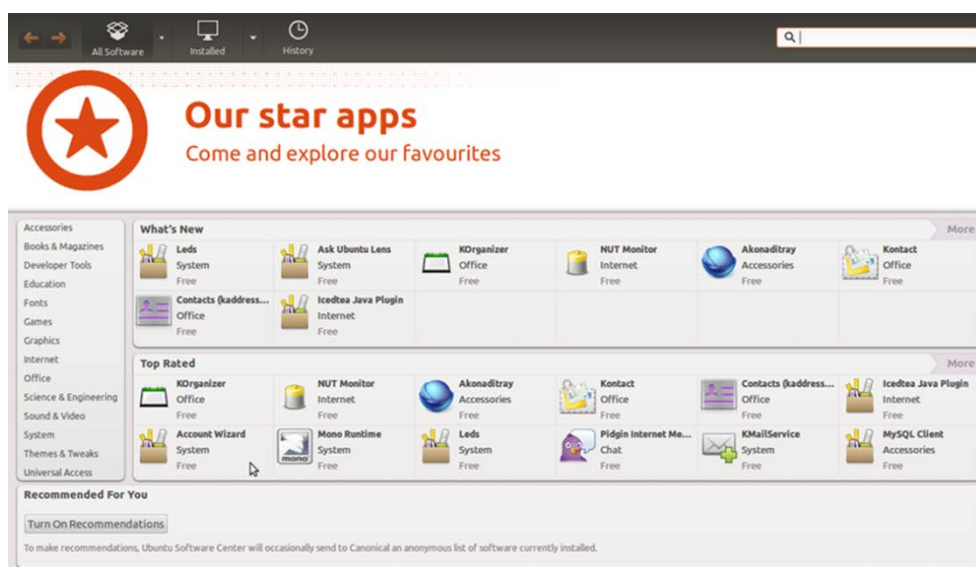 All Software
Installed
History
Our star apps
Come and explore our favourites
Accessories
Books & Magazines
Developer Tools
Education
Fonts
Games
Graphics
Internet
Office
Science & Engineering
Sound & Video
System
Themes & Tweaks
Universal Access
What's New
More
Leds
System
Free
Ask Ubuntu Lens
System
Free
KOrganizer
Office
Free
NUT Monitor
Internet
Free
Akonaditray
Accessories
Free
Kontact
Office
Free
Contacts (kaddress...
Office
Free
Icedtea Java Plugin
Internet
Free
Top Rated
More
KOrganizer
Office
Free
NUT Monitor
Internet
Free
Akonaditray
Accessories
Free
Kontact
Office
Free
Contacts (kaddress...
Office
Free
Icedtea Java Plugin
Internet
Free
Account Wizard
System
Free
mono
Mono Runtime
System
Free
Leds
System
Free
Pidgin Internet Me...
Chat
Free
KMailService
System
Free
MySQL Client
Accessories
Free
Recommended For You
Turn On Recommendations
To make recommendations, Ubuntu Software Center will occasionally send to Canonical an anonymous list of software currently installed.